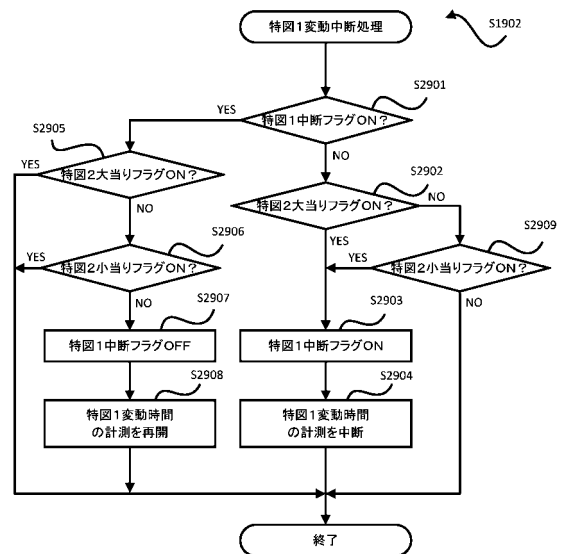 特図1変動中断処理
S1902
S2901
特図1中断フラグON?
YES
NO
S2905
特図2大当りフラグON?
YES
NO
S2902
特図2大当りフラグON?
NO
YES
S2906
特図2小当りフラグON?
YES
NO
S2909
特図2小当りフラグON?
YES
NO
S2907
特図1中断フラグOFF
S2903
特図1中断フラグON
S2908
特図1変動時間
の計測を再開
S2904
特図1変動時間
の計測を中断
終了